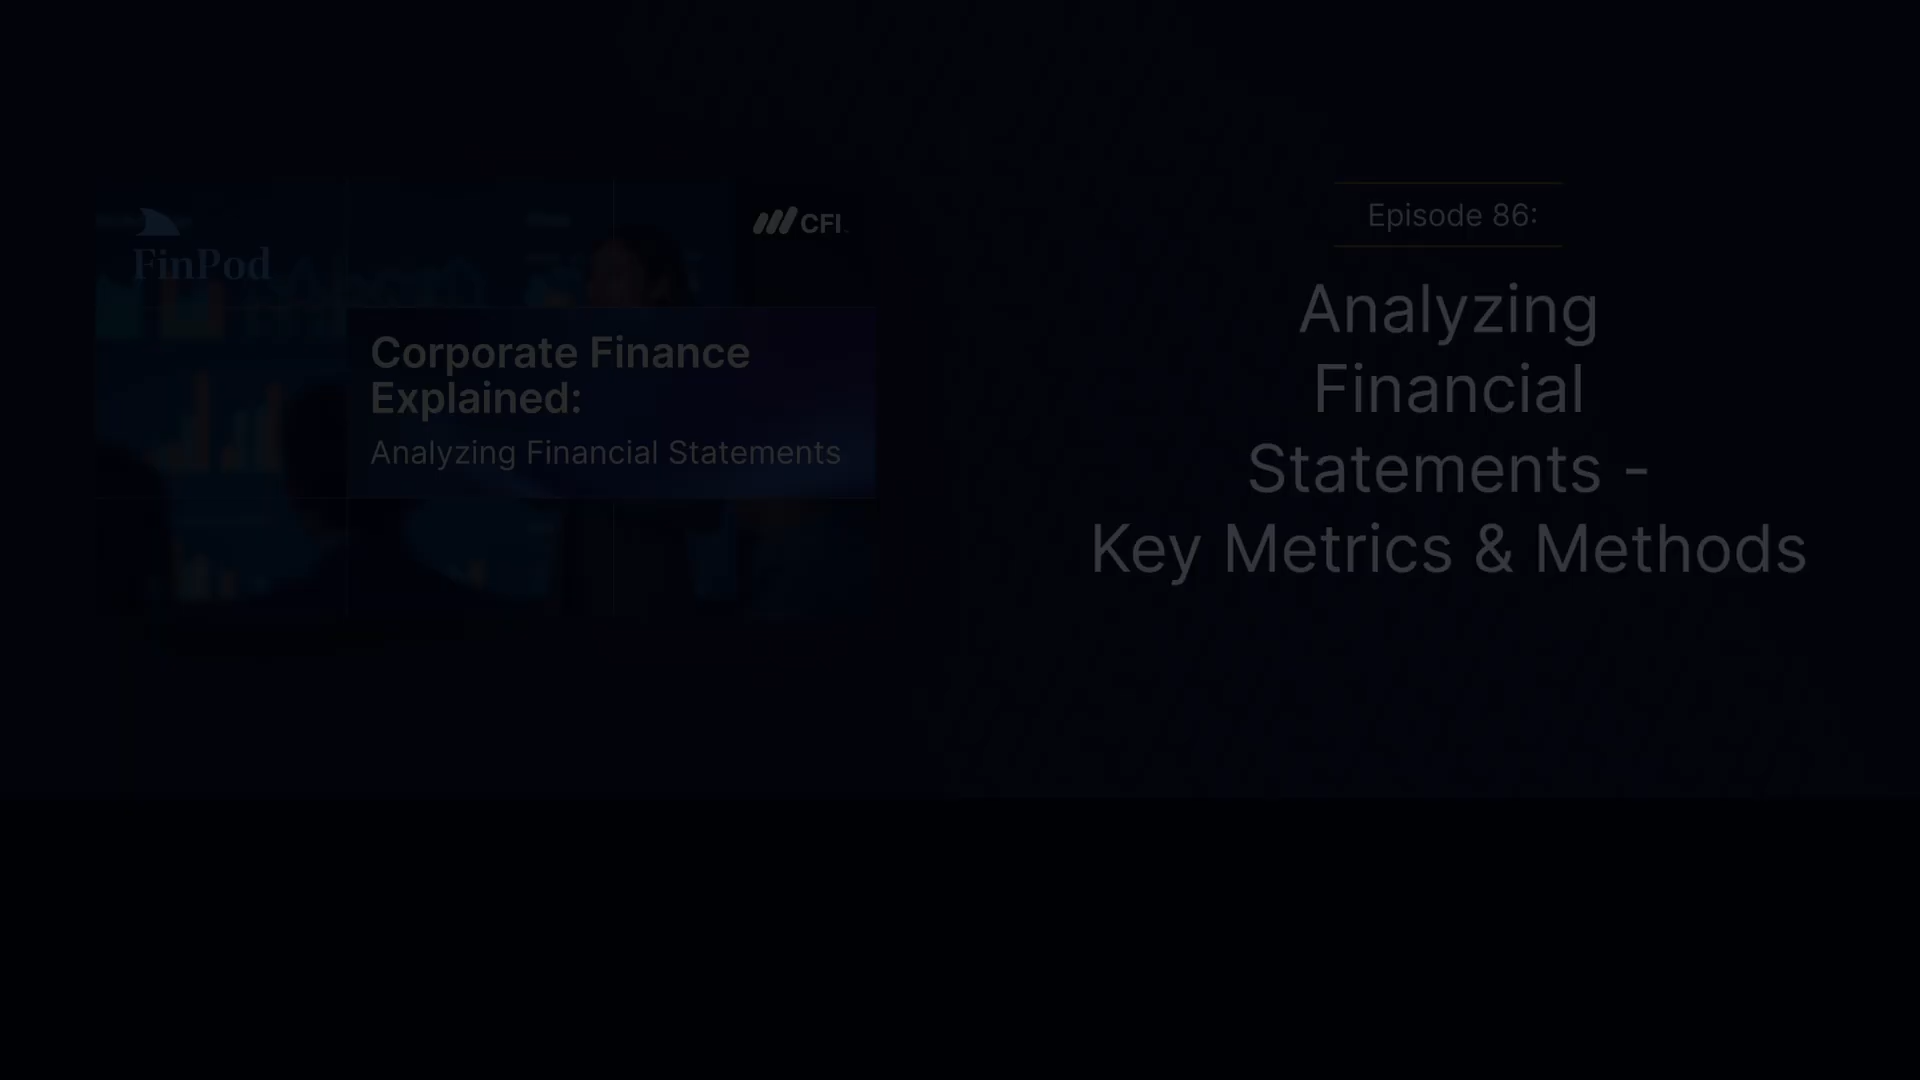 FinPod
CFI
Corporate Finance
Explained:
Analyzing Financial Statements
Episode 86:
Analyzing
Financial
Statements -
Key Metrics & Methods